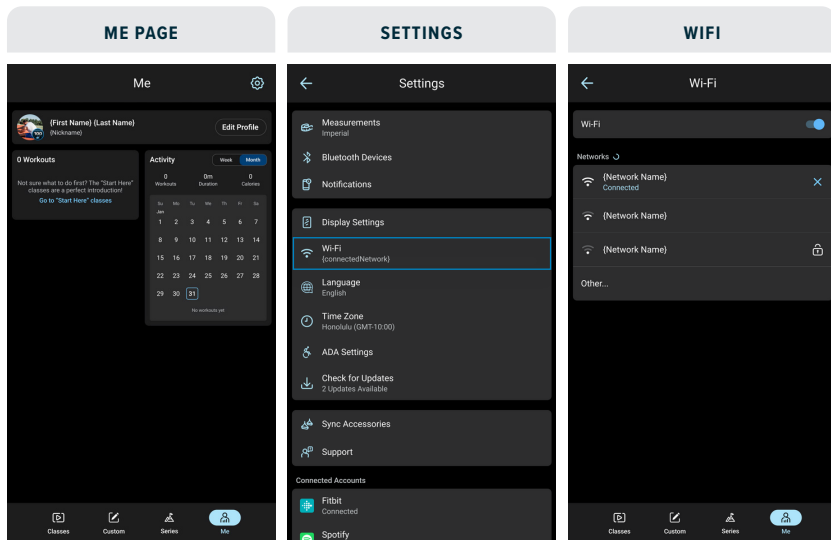 ME PAGE
Me
{First Name} {Last Name}
{Nickname}
Edit Profile
0 Workouts
Not sure what to do first? The "Start Here"
classes are a perfect introduction!
Go to "Start Here" classes
Activity
Week Month
0 0m 0
Workouts Duration Calories
Su Mo Tu We Th Fr Sa
Jan
1 2 3 4 5 6 7
8 9 10 11 12 13 14
15 16 17 18 19 20 21
22 23 24 25 26 27 28
29 30 31
No workouts yet
Classes Custom Series Me
SETTINGS
Settings
Measurements
Imperial
Bluetooth Devices
Notifications
Display Settings
Wi-Fi
{connectedNetwork}
Language
English
Time Zone
Honolulu (GMT-10:00)
ADA Settings
Check for Updates
2 Updates Available
Sync Accessories
Support
Connected Accounts
Fitbit
Connected
Spotify
WIFI
Wi-Fi
Wi-Fi
Networks
{Network Name}
Connected
{Network Name}
{Network Name}
Other...
Classes Custom Series Me